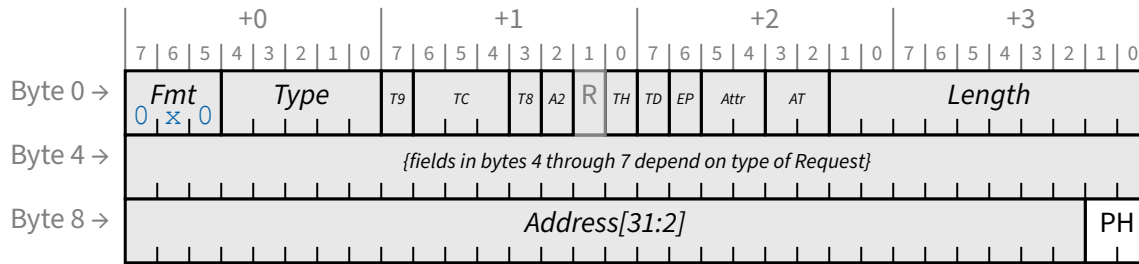 +0 +1 +2 +3
7 6 5 4 3 2 1 0 7 6 5 4 3 2 1 0 7 6 5 4 3 2 1 0 7 6 5 4 3 2 1 0
Byte 0 → Fmt Type T9 TC T8 A2 R TH TD EP Attr AT Length
0 x 0
Byte 4 → {fields in bytes 4 through 7 depend on type of Request}
Byte 8 → Address[31:2] PH